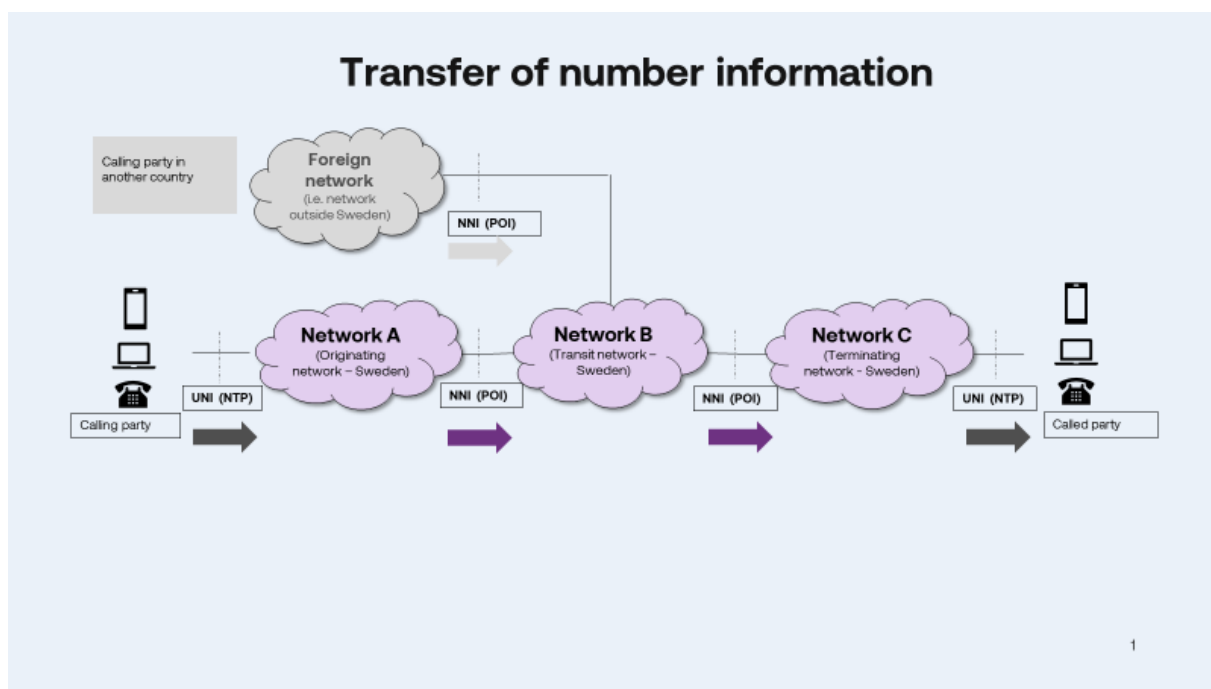 Transfer of number information
Calling party in
another country
Foreign
network
(i.e. network
outside Sweden)
NNI (POI)
Network A
(Originating
network – Sweden)
Network B
(Transit network –
Sweden)
Network C
(Terminating
network - Sweden)
UNI (NTP)
NNI (POI)
NNI (POI)
UNI (NTP)
Calling party
Called party
1